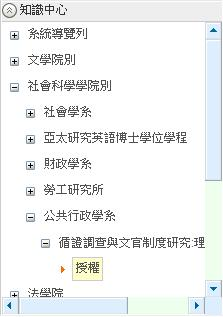 知識中心
系統導覽列
文學院別
社會科學學院別
社會學系
亞太研究英語博士學位學程
財政學系
勞工研究所
公共行政學系
循證調查與文官制度研究:理
授權
法學院